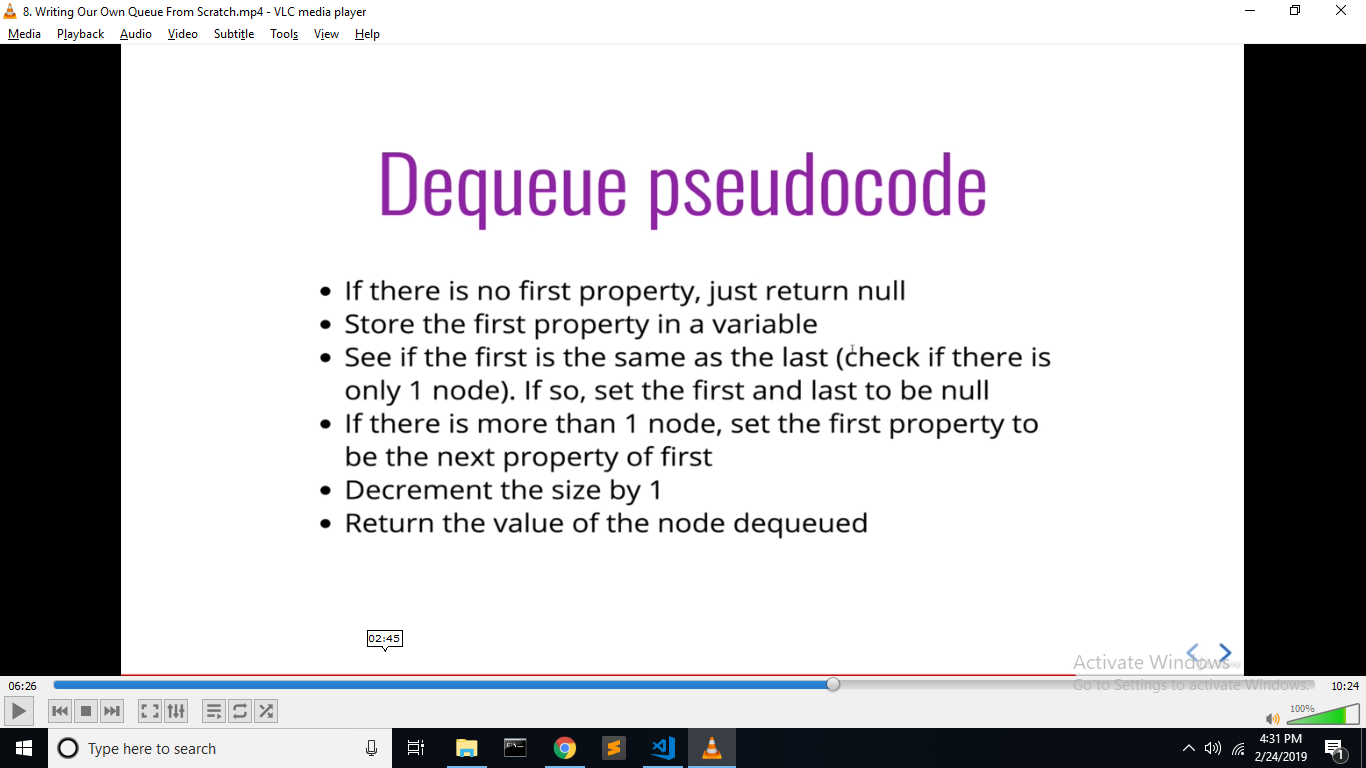 8. Writing Our Own Queue From Scratch.mp4 - VLC media player
Media Playback Audio Video Subtitle Tools View Help
Dequeue pseudocode
• If there is no first property, just return null
• Store the first property in a variable
• See if the first is the same as the last (check if there is
only 1 node). If so, set the first and last to be null
• If there is more than 1 node, set the first property to
be the next property of first
• Decrement the size by 1
• Return the value of the node dequeued
02:45
Activate Windows
Go to Settings to activate Windows.
06:26
10:24
100%
Type here to search
4:31 PM
2/24/2019
1